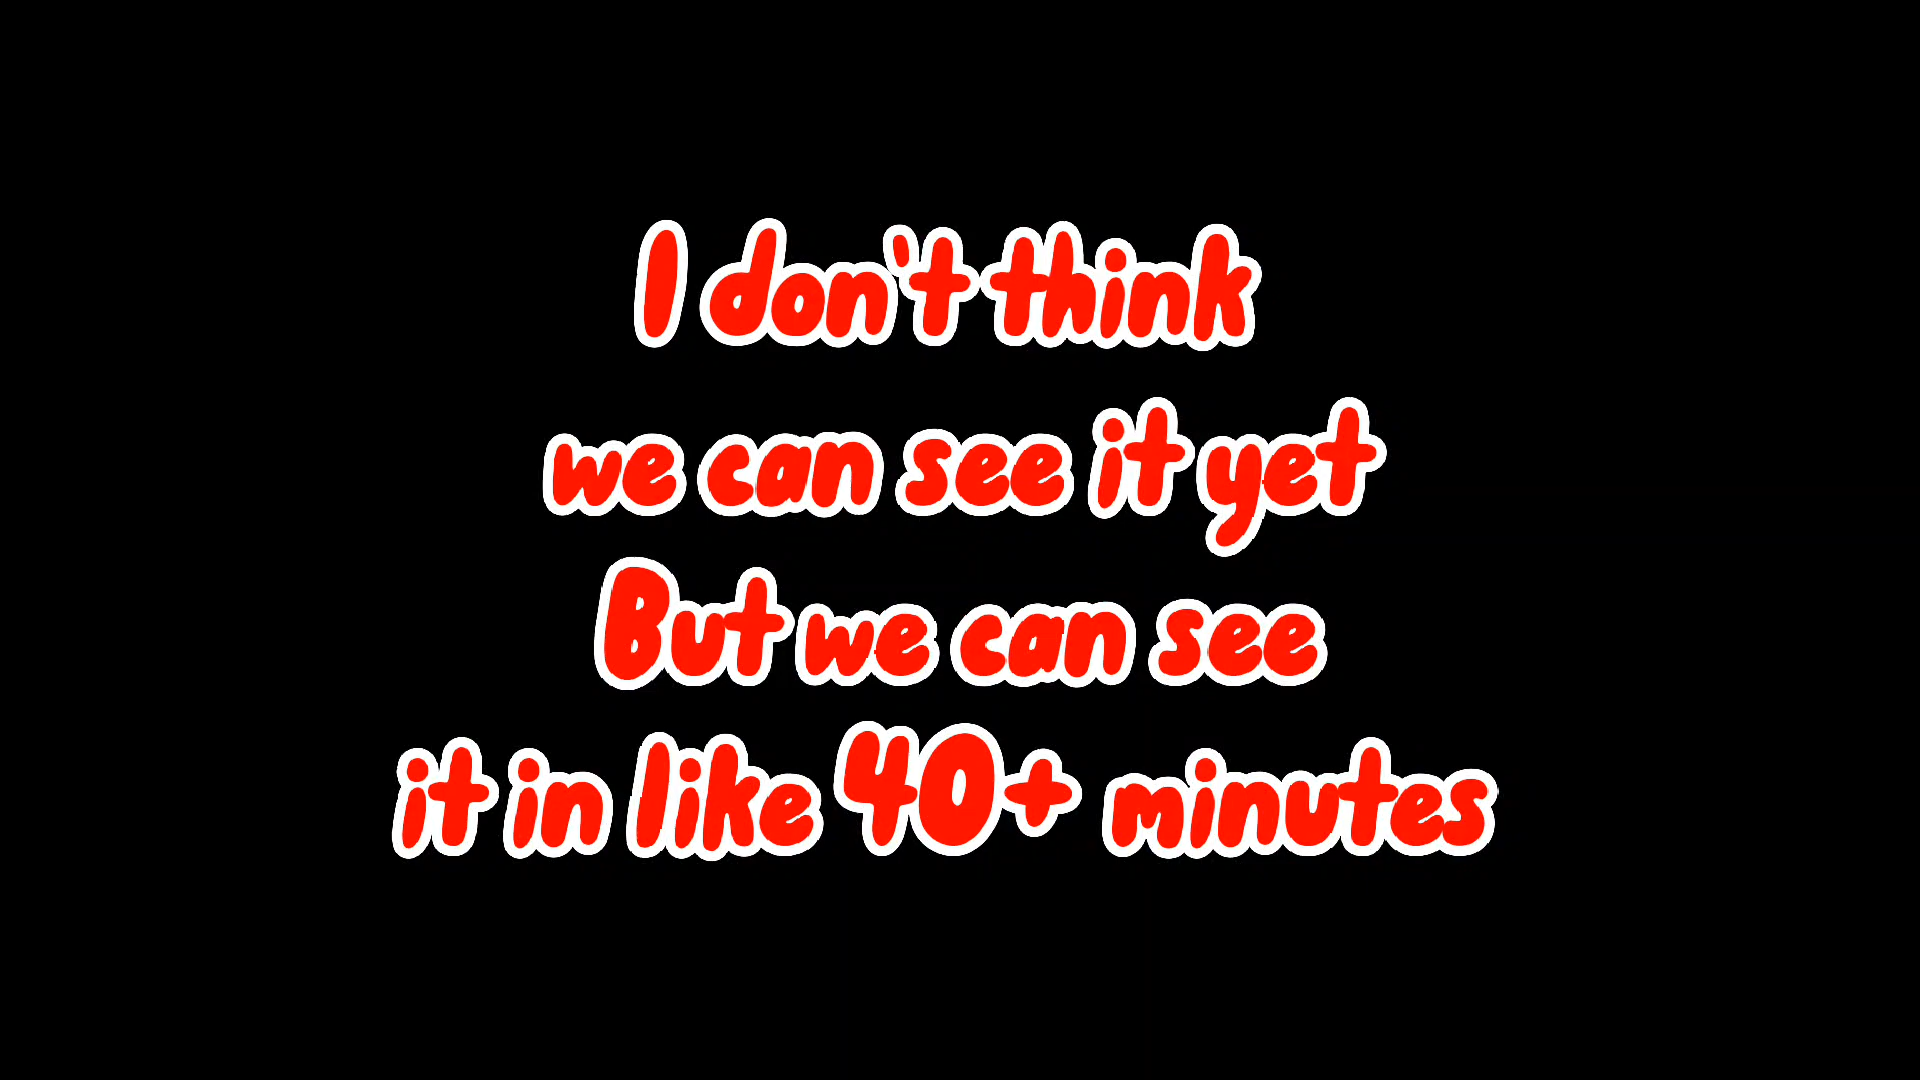 I don't think
we can see it yet
But we can see
it in like 40+ minutes